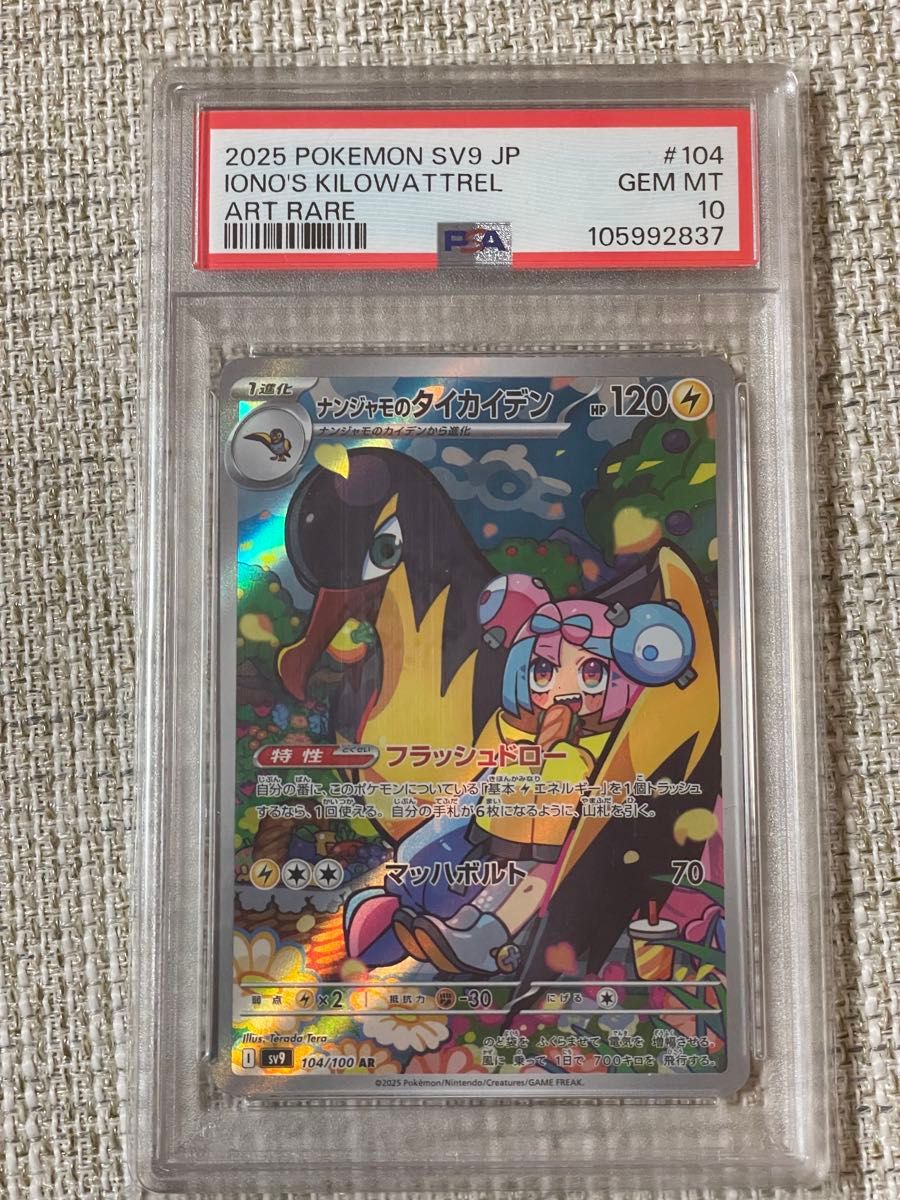 2025 POKEMON SV9 JP #104
IONO'S KILOWATTREL GEM MT
ART RARE 10
PSA 105992837
1進化
ナンジャモのタイカイデン HP 120
ナンジャモのカイデンから進化
特性 とくせい フラッシュドロー
自分の番に、このポケモンについている「基本エネルギー」を1個トラッシュ
するなら、1回使える。自分の手札が6枚になるように、山札を引く。
マッハボルト 70
弱点 ×2 抵抗力 -30 にげる
Illus. Terada Tera
のど袋を ふくらませて 電気を 増幅させる。
風に 乗って 1日で 700キロを 飛行する。
I SV9 104/100 AR
©2025 Pokémon/Nintendo/Creatures/GAME FREAK.